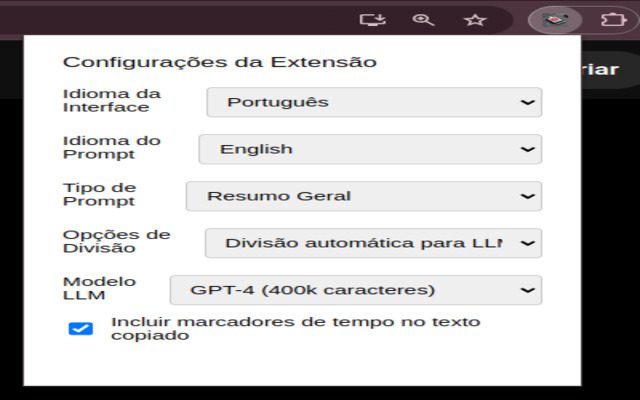 Configurações da Extensão
riar
Idioma da
Interface
Português
Idioma do
Prompt
English
Tipo de
Prompt
Resumo Geral
Opções de
Divisão
Divisão automática para LLM
Modelo
LLM
GPT-4 (400k caracteres)
Incluir marcadores de tempo no texto
copiado